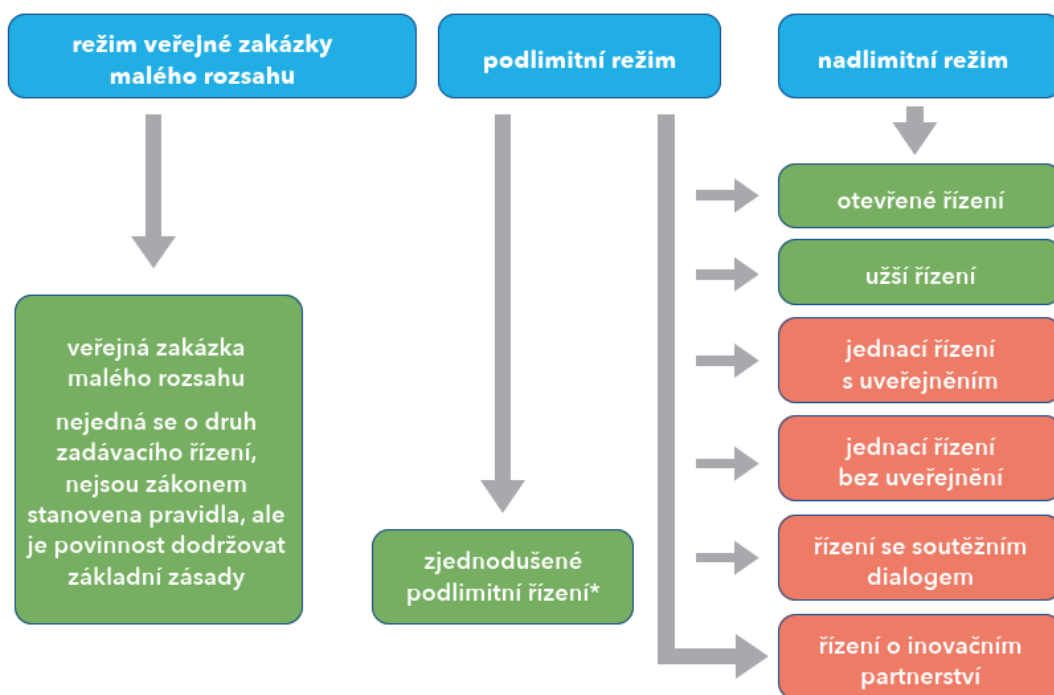 režim veřejné zakázky
malého rozsahu
podlimitní režim
nadlimitní režim
veřejná zakázka
malého rozsahu
nejedná se o druh
zadávacího řízení,
nejsou zákonem
stanovena pravidla, ale
je povinnost dodržovat
základní zásady
zjednodušené
podlimitní řízení*
otevřené řízení
užší řízení
jednací řízení
s uveřejněním
jednací řízení
bez uveřejnění
řízení se soutěžním
dialogem
řízení o inovačním
partnerství